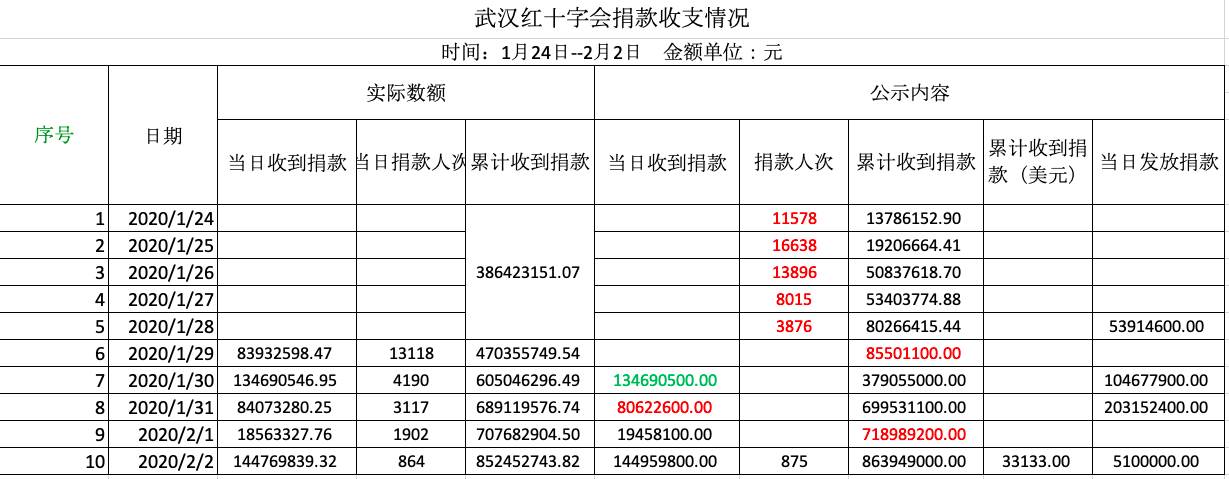 武汉红十字会捐款收支情况
时间：1月24日--2月2日 金额单位：元
序号 日期 实际数额 公示内容
当日收到捐款 当日捐款人次 累计收到捐款 当日收到捐款 捐款人次 累计收到捐款 累计收到捐款（美元） 当日发放捐款
1 2020/1/24 386423151.07 11578 13786152.90
2 2020/1/25 16638 19206664.41
3 2020/1/26 13896 50837618.70
4 2020/1/27 8015 53403774.88
5 2020/1/28 3876 80266415.44 53914600.00
6 2020/1/29 83932598.47 13118 470355749.54 85501100.00
7 2020/1/30 134690546.95 4190 605046296.49 134690500.00 379055000.00 104677900.00
8 2020/1/31 84073280.25 3117 689119576.74 80622600.00 699531100.00 203152400.00
9 2020/2/1 18563327.76 1902 707682904.50 19458100.00 718989200.00
10 2020/2/2 144769839.32 864 852452743.82 144959800.00 875 863949000.00 33133.00 5100000.00